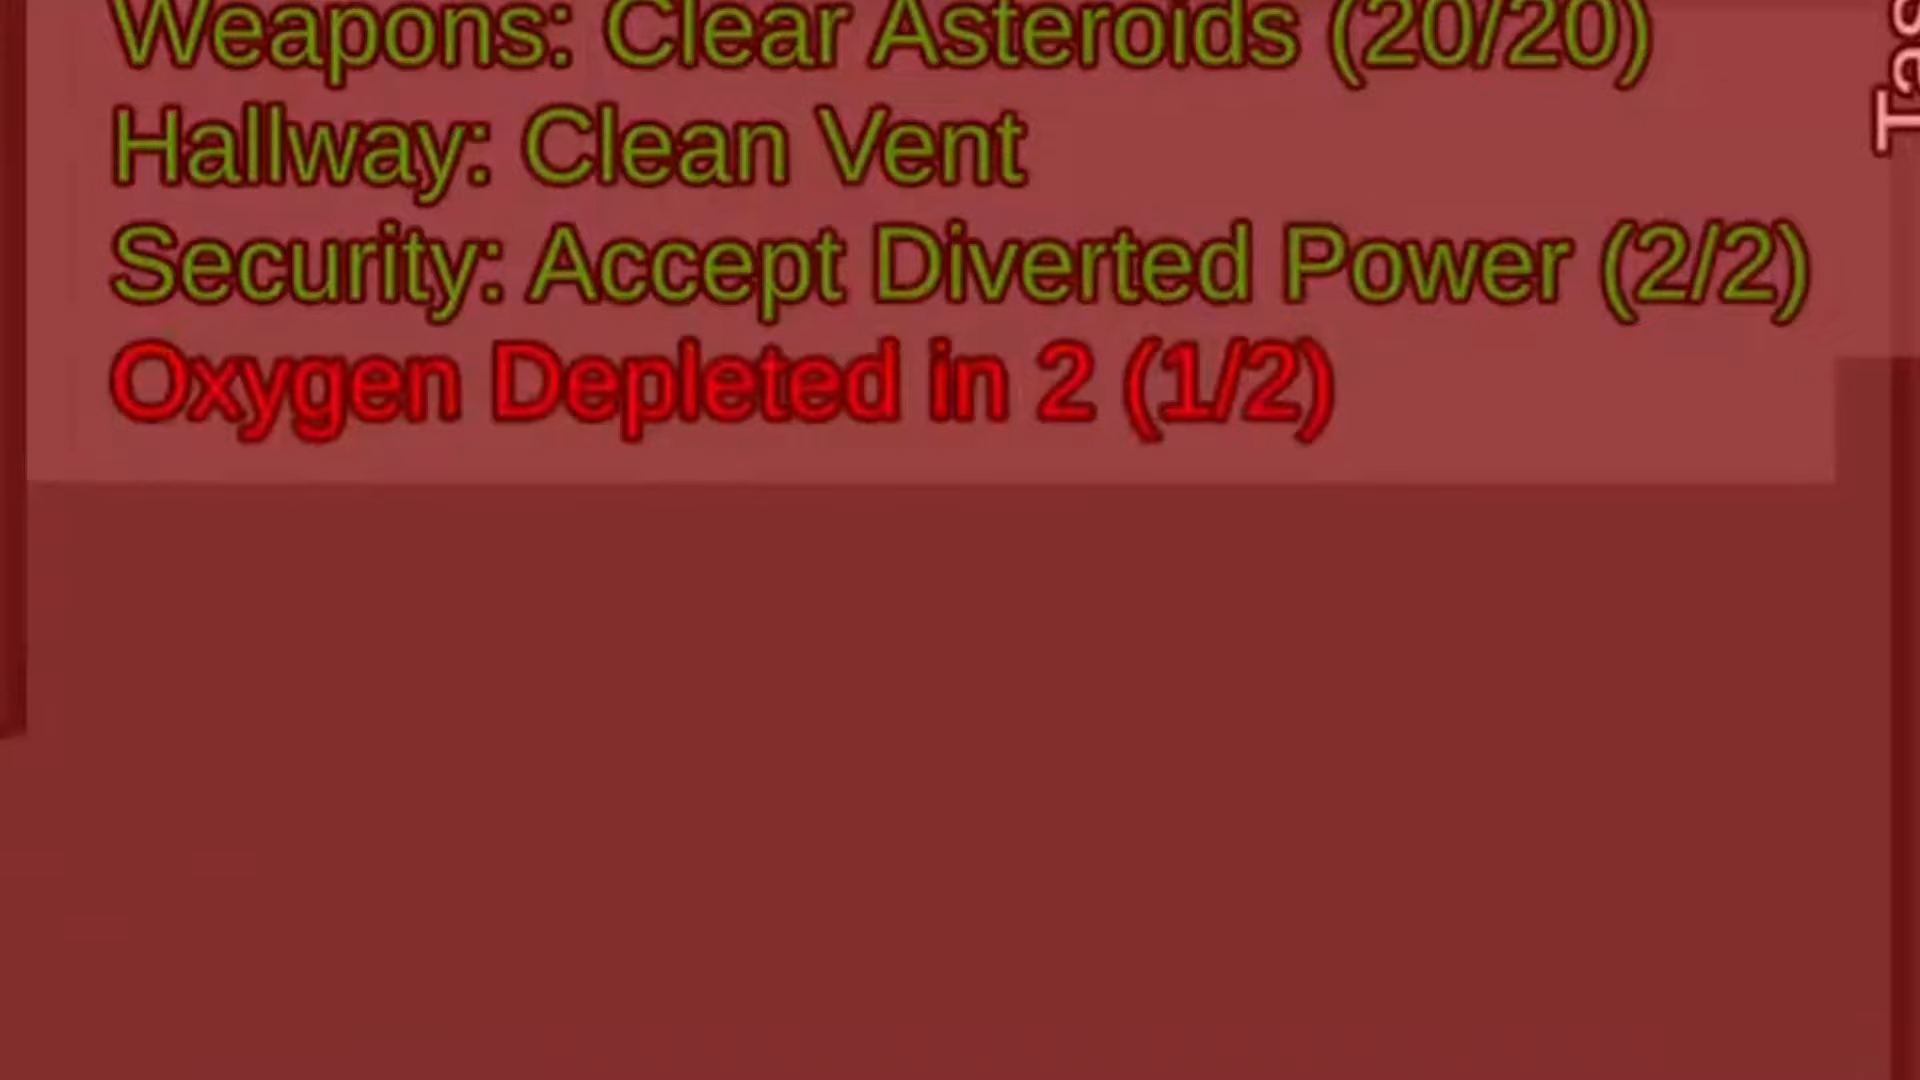 Weapons: Clear Asteroids (20/20)
Hallway: Clean Vent
Security: Accept Diverted Power (2/2)
Oxygen Depleted in 2 (1/2)